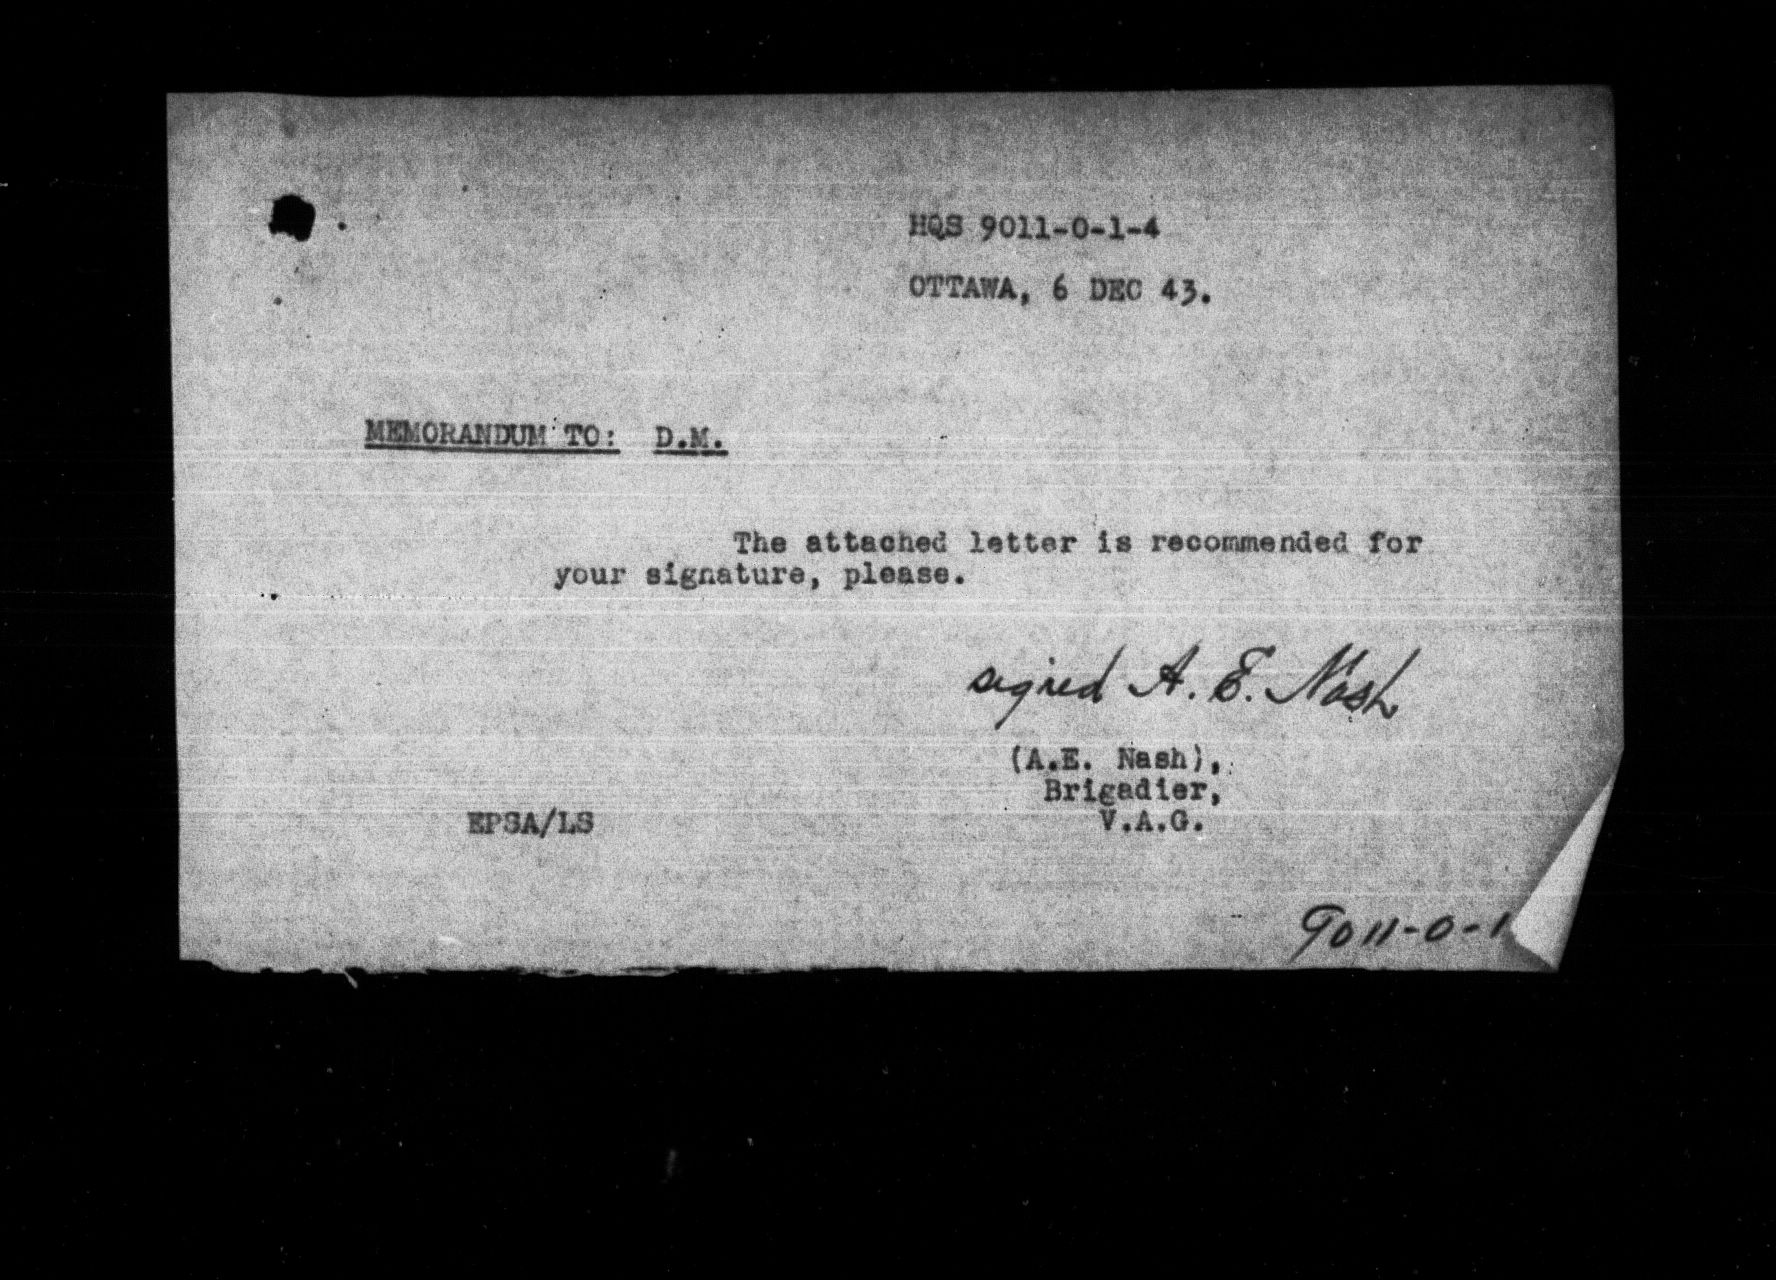 HQS 9011-0-1-4
OTTAWA, 6 DEC 43.
MEMORANDUM TO: D.M.
The attached letter is recommended for
your signature, please.
signed A. E. Nash
(A.E. Nash),
Brigadier,
V.A.G.
EPSA/LS
9011-0-1